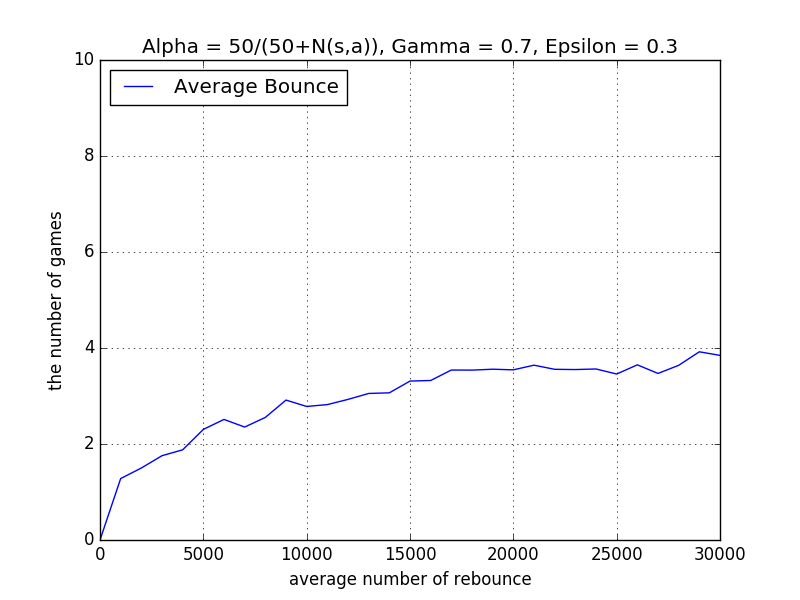 Alpha = 50/(50+N(s,a)), Gamma = 0.7, Epsilon = 0.3
Average Bounce
10
8
6
4
2
0
the number of games
0 5000 10000 15000 20000 25000 30000
average number of rebounce